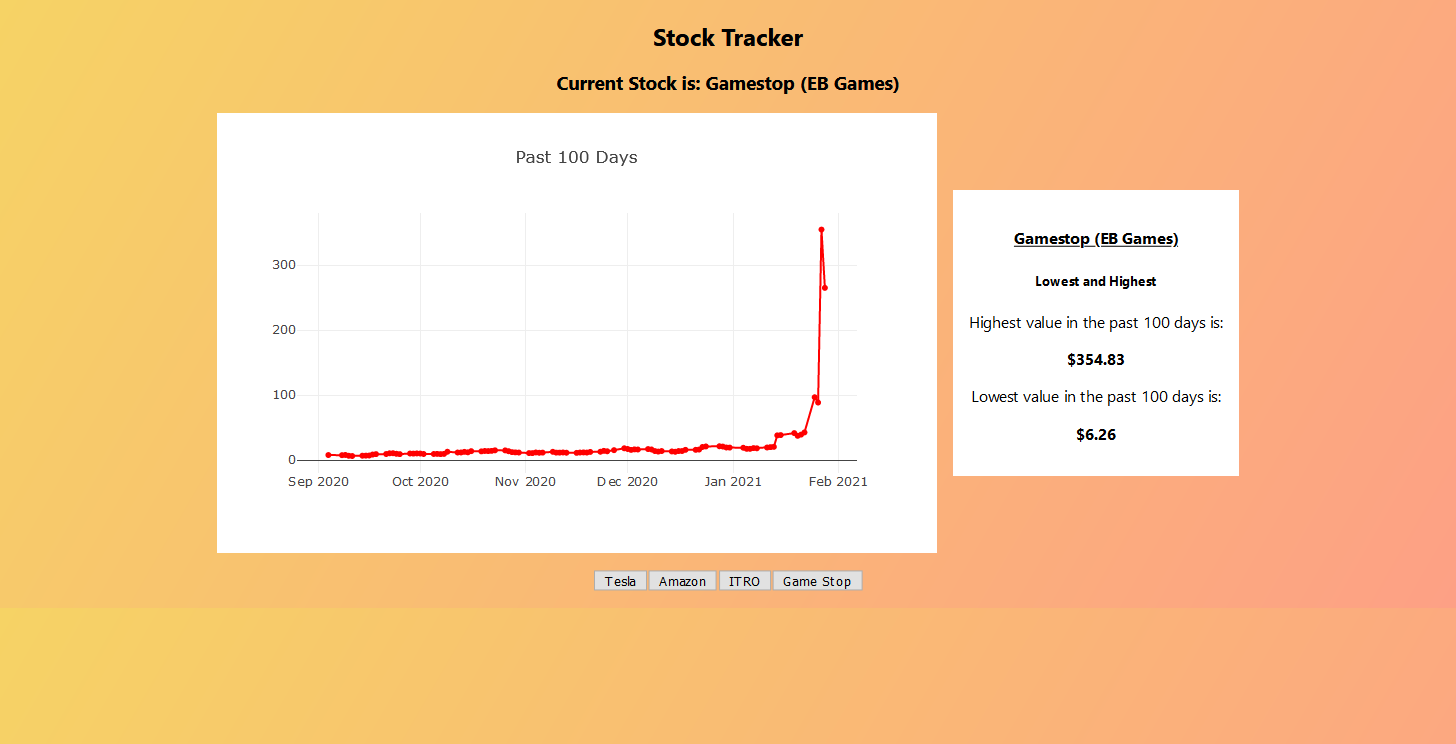 Stock Tracker
Current Stock is: Gamestop (EB Games)
Past 100 Days
300
200
100
0
Sep 2020 Oct 2020 Nov 2020 Dec 2020 Jan 2021 Feb 2021
Gamestop (EB Games)
Lowest and Highest
Highest value in the past 100 days is:
$354.83
Lowest value in the past 100 days is:
$6.26
Tesla Amazon ITRO Game Stop